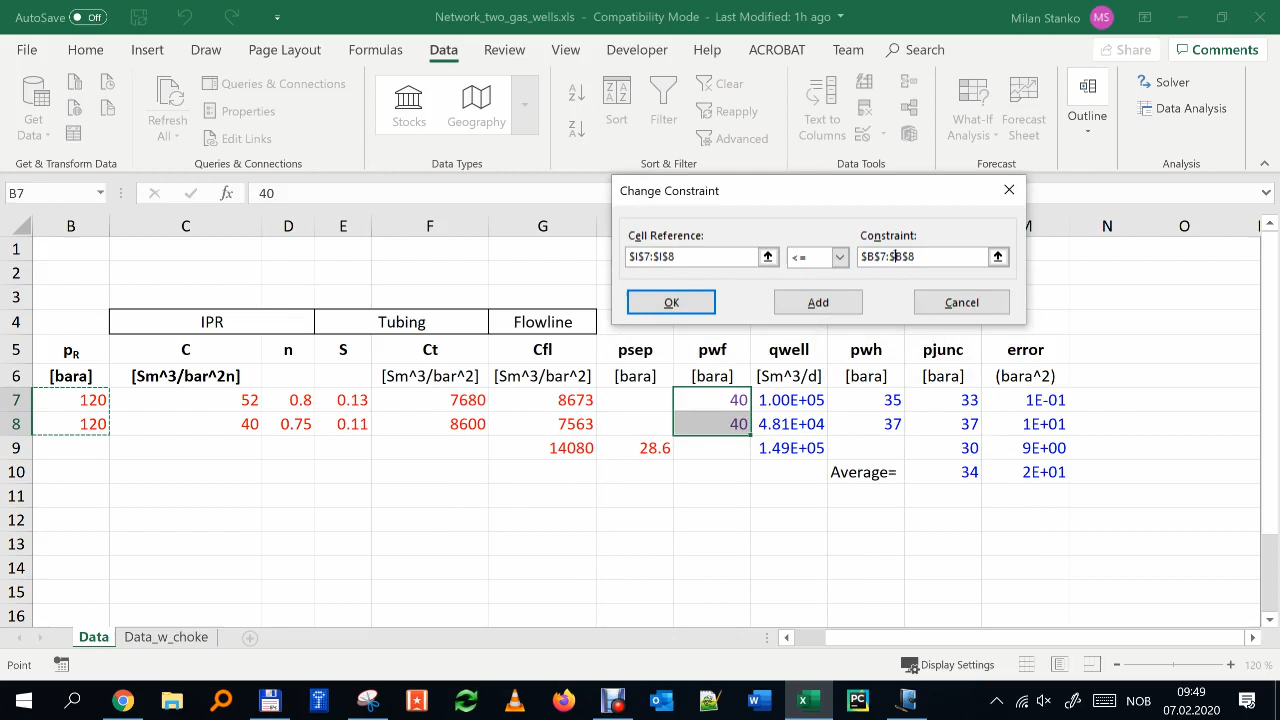 AutoSave Off
Network_two_gas_wells.xls - Compatibility Mode - Last Modified: 1h ago
Milan Stanko MS
File Home Insert Draw Page Layout Formulas Data Review View Developer Help ACROBAT Team Search Share Comments
Get Data
Refresh All
Queries & Connections
Properties
Edit Links
Stocks
Geography
Sort
Filter
Clear
Reapply
Advanced
Text to Columns
What-If Analysis
Forecast Sheet
Outline
Solver
Data Analysis
Get & Transform Data Queries & Connections Data Types Sort & Filter Data Tools Forecast Analysis
B7 fx 40
Change Constraint
Cell Reference: Constraint:
$I$7:$I$8 <= $B$7:$B$8
OK Add Cancel
B C D E F G M N O
1
2
3
4 IPR Tubing Flowline
5 pR C n S Ct Cfl psep pwf qwell pwh pjunc error
6 [bara] [Sm^3/bar^2n] [Sm^3/bar^2] [Sm^3/bar^2] [bara] [bara] [Sm^3/d] [bara] [bara] (bara^2)
7 120 52 0.8 0.13 7680 8673 40 1.00E+05 35 33 1E-01
8 120 40 0.75 0.11 8600 7563 40 4.81E+04 37 37 1E+01
9 14080 28.6 1.49E+05 30 9E+00
10 Average= 34 2E+01
11
12
13
14
15
16
Data Data_w_choke
Point Display Settings 120 %
NOB 09:49
07.02.2020